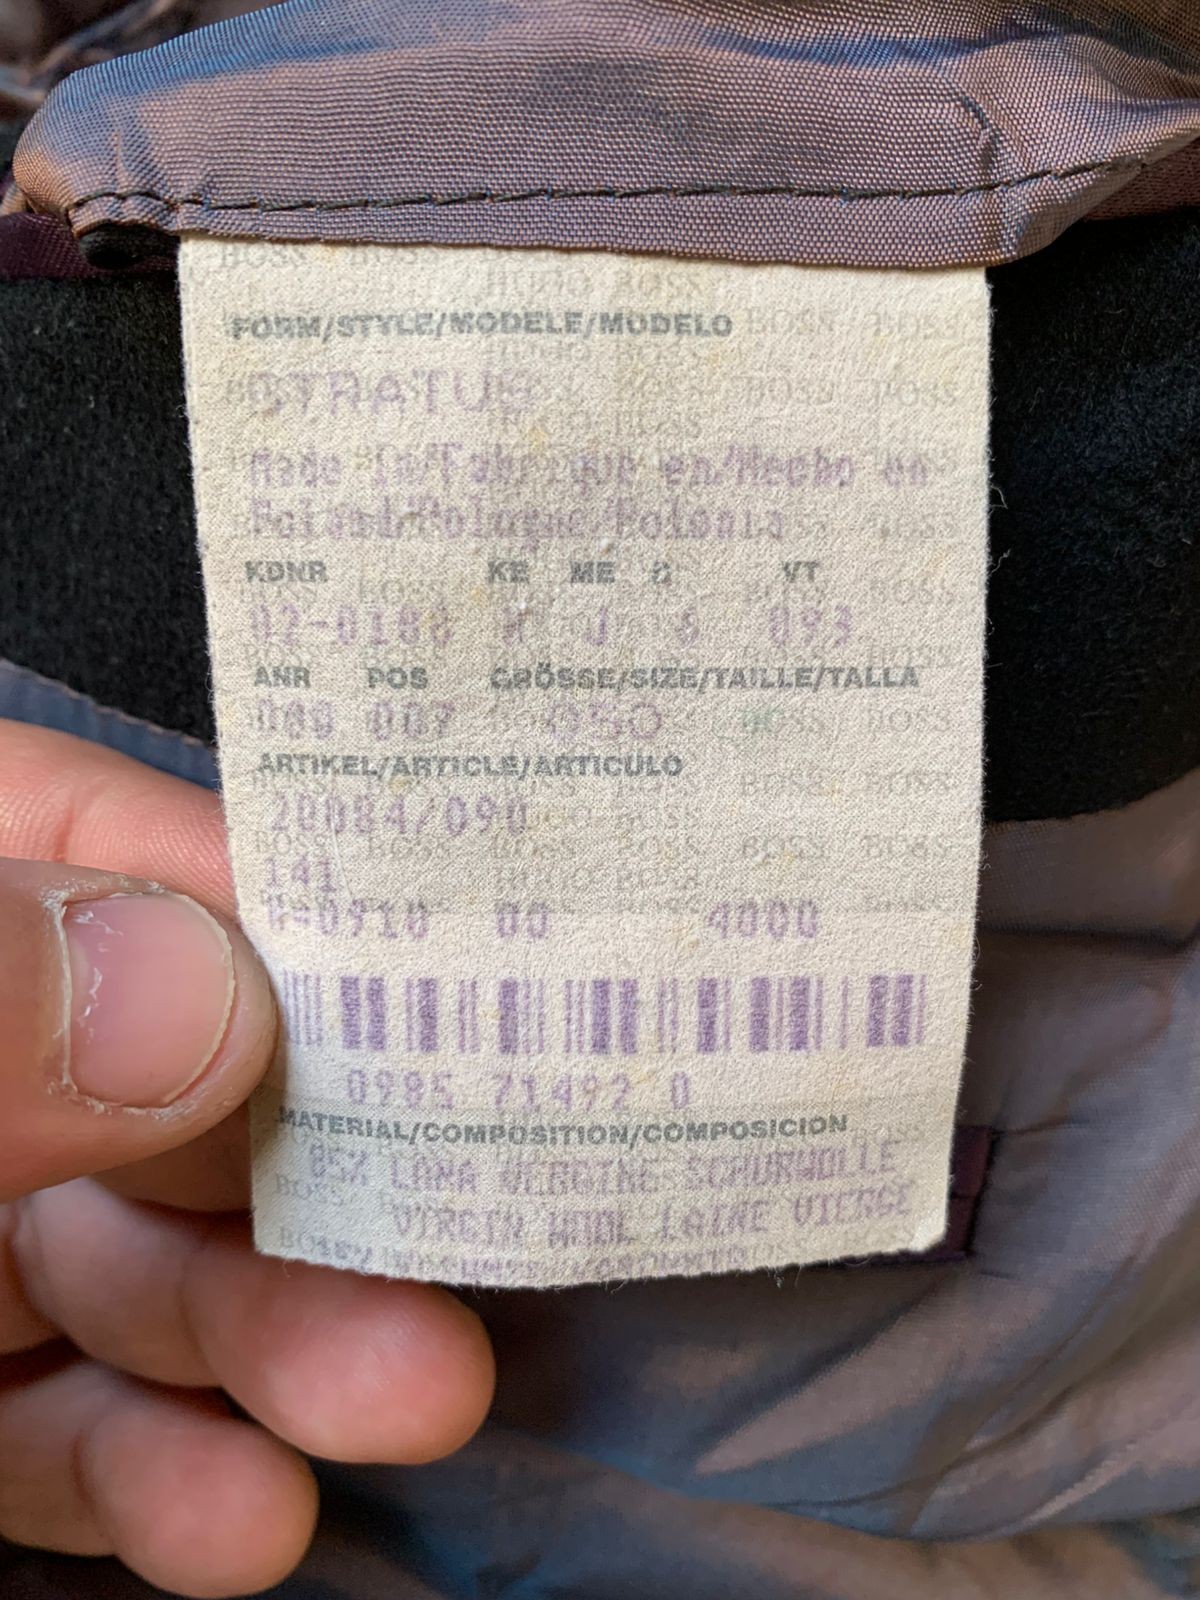 FORM/STYLE/MODELE/MODELO
STRATUS
Made In/Fabrique en/Hecho en
Poland/Pologne/Polonia
KDNR KE ME VT
02-0188 093
ANR POS GRÖSSE/SIZE/TAILLE/TALLA
007 050
ARTIKEL/ARTICLE/ARTICULO
20084/090
141
0910 00 4000
0985 71492 0
MATERIAL/COMPOSITION/COMPOSICION
85% LANA VERGINE SCHURWOLLE
VIRGIN WOOL LAINE VIERGE